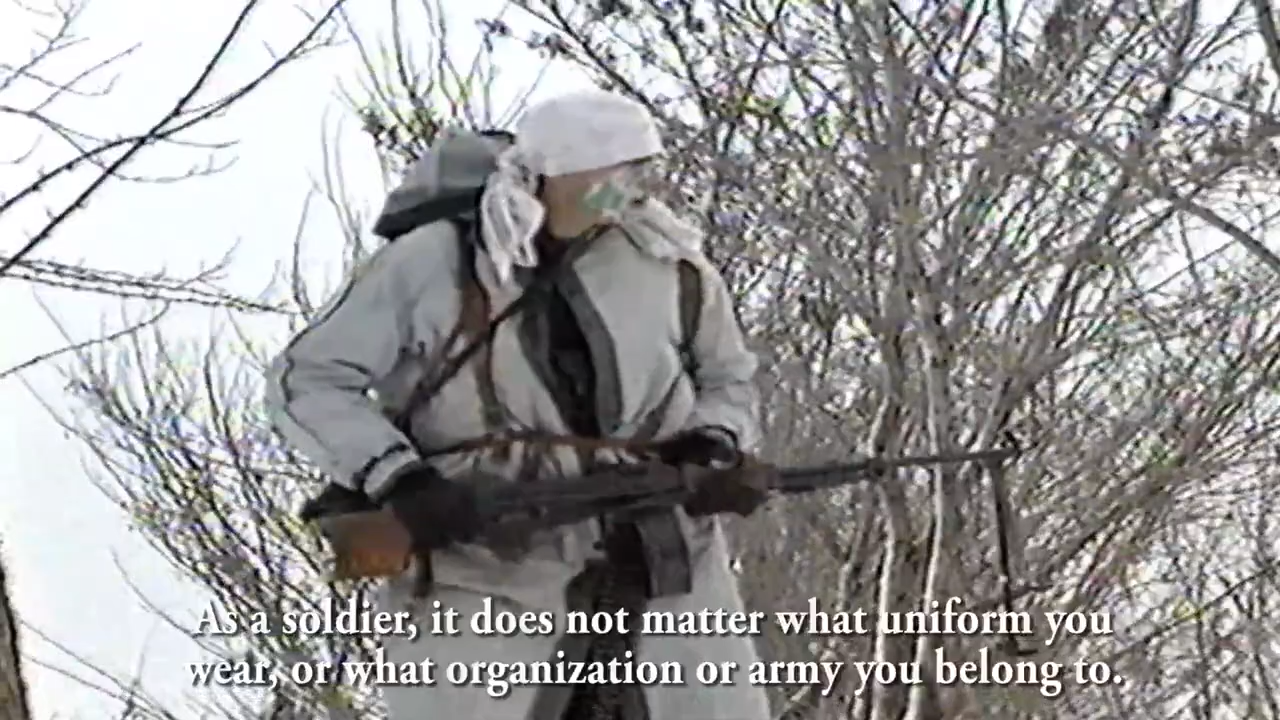 As a soldier, it does not matter what uniform you
wear, or what organization or army you belong to.